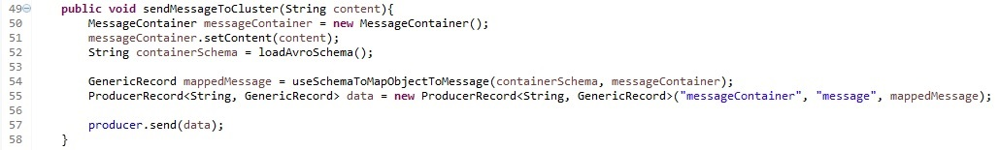 49 public void sendMessageToCluster(String content){
50 MessageContainer messageContainer = new MessageContainer();
51 messageContainer.setContent(content);
52 String containerSchema = loadAvroSchema();
53
54 GenericRecord mappedMessage = useSchemaToMapObjectToMessage(containerSchema, messageContainer);
55 ProducerRecord<String, GenericRecord> data = new ProducerRecord<String, GenericRecord>("messageContainer", "message", mappedMessage);
56
57 producer.send(data);
58 }